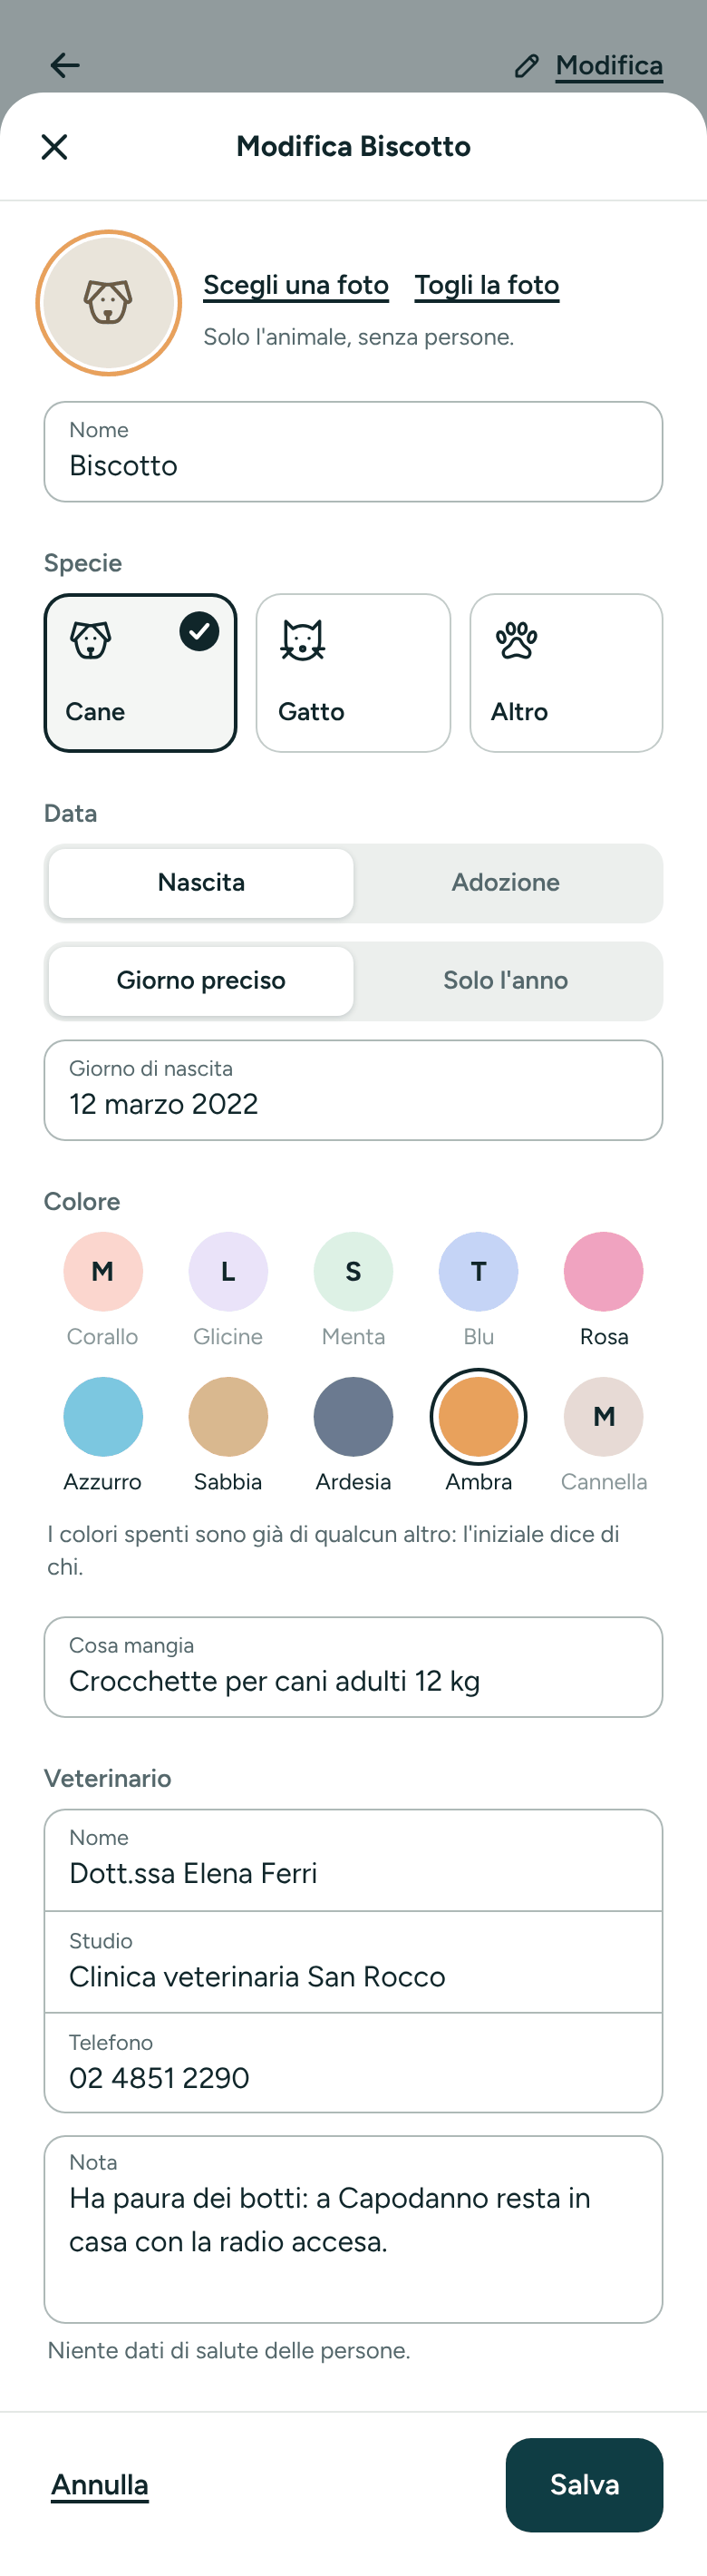 Modifica
Modifica Biscotto
Scegli una foto Togli la foto
Solo l'animale, senza persone.
Nome
Biscotto
Specie
Cane Gatto Altro
Data
Nascita Adozione
Giorno preciso Solo l'anno
Giorno di nascita
12 marzo 2022
Colore
M L S T
Corallo Glicine Menta Blu Rosa
M
Azzurro Sabbia Ardesia Ambra Cannella
I colori spenti sono già di qualcun altro: l'iniziale dice di
chi.
Cosa mangia
Crocchette per cani adulti 12 kg
Veterinario
Nome
Dott.ssa Elena Ferri
Studio
Clinica veterinaria San Rocco
Telefono
02 4851 2290
Nota
Ha paura dei botti: a Capodanno resta in
casa con la radio accesa.
Niente dati di salute delle persone.
Annulla Salva